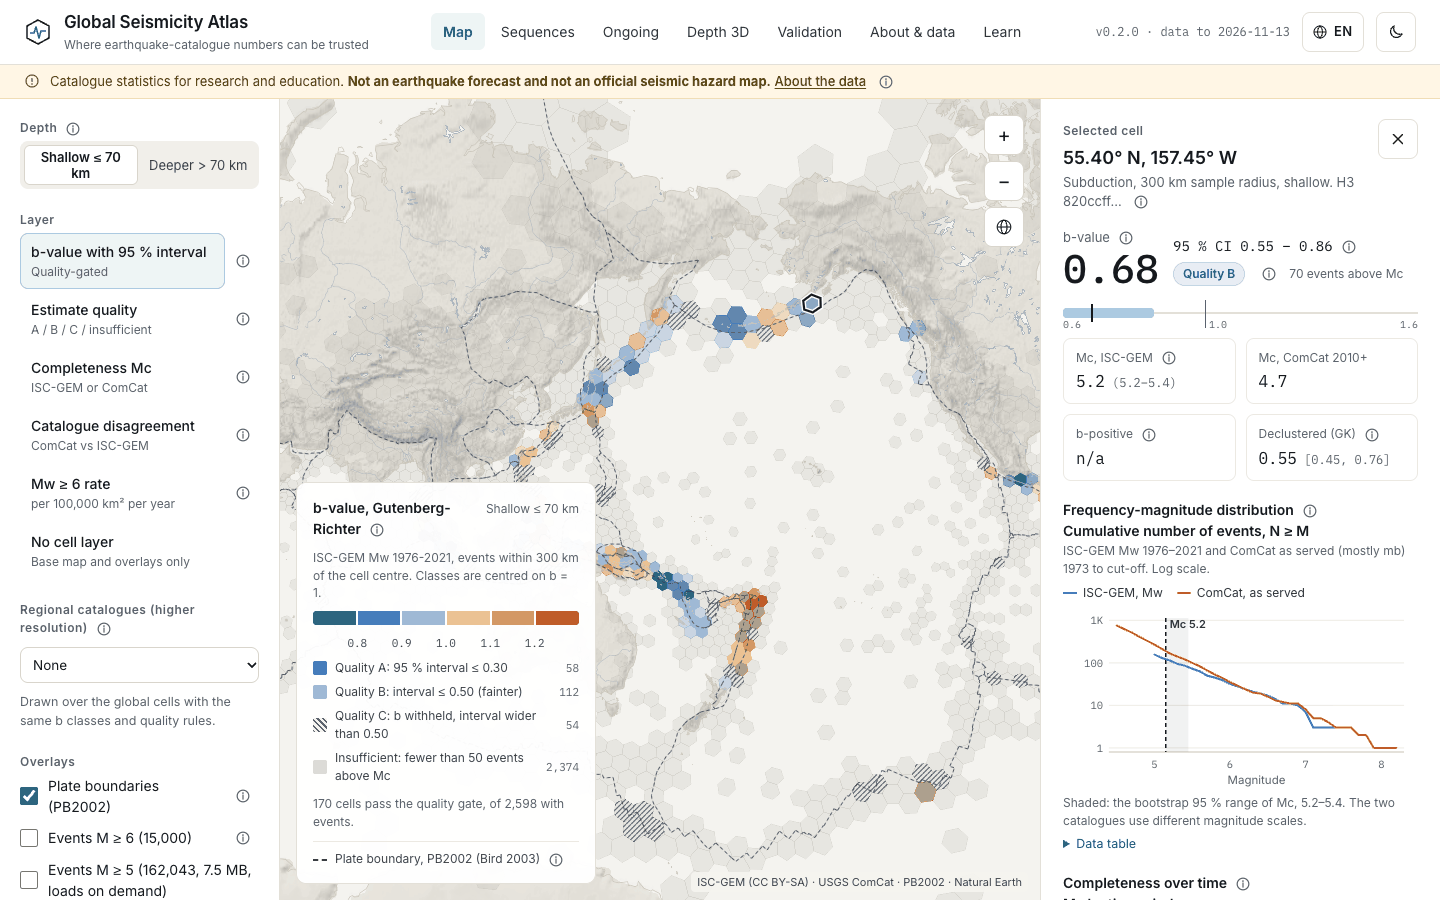 Global Seismicity Atlas
Where earthquake-catalogue numbers can be trusted
Map
Sequences
Ongoing
Depth 3D
Validation
About & data
Learn
v0.2.0 · data to 2026-11-13
EN
Catalogue statistics for research and education. Not an earthquake forecast and not an official seismic hazard map. About the data
Depth
Shallow ≤ 70
km
Deeper > 70 km
Layer
b-value with 95 % interval
Quality-gated
Estimate quality
A / B / C / insufficient
Completeness Mc
ISC-GEM or ComCat
Catalogue disagreement
ComCat vs ISC-GEM
Mw ≥ 6 rate
per 100,000 km² per year
No cell layer
Base map and overlays only
Regional catalogues (higher
resolution)
None
Drawn over the global cells with the
same b classes and quality rules.
Overlays
Plate boundaries
(PB2002)
Events M ≥ 6 (15,000)
Events M ≥ 5 (162,043, 7.5 MB,
loads on demand)
+
−
b-value, Gutenberg-
Richter
Shallow ≤ 70 km
ISC-GEM Mw 1976-2021, events within 300 km
of the cell centre. Classes are centred on b =
1.
0.8 0.9 1.0 1.1 1.2
Quality A: 95 % interval ≤ 0.30 58
Quality B: interval ≤ 0.50 (fainter) 112
Quality C: b withheld, interval wider
than 0.50 54
Insufficient: fewer than 50 events
above Mc 2,374
170 cells pass the quality gate, of 2,598 with
events.
Plate boundary, PB2002 (Bird 2003)
ISC-GEM (CC BY-SA) · USGS ComCat · PB2002 · Natural Earth
Selected cell
55.40° N, 157.45° W
Subduction, 300 km sample radius, shallow. H3
820ccff…
b-value
0.68
95 % CI 0.55 – 0.86
Quality B
70 events above Mc
0.6 1.0 1.6
Mc, ISC-GEM
5.2 (5.2–5.4)
Mc, ComCat 2010+
4.7
b-positive
n/a
Declustered (GK)
0.55 [0.45, 0.76]
Frequency-magnitude distribution
Cumulative number of events, N ≥ M
ISC-GEM Mw 1976–2021 and ComCat as served (mostly mb)
1973 to cut-off. Log scale.
ISC-GEM, Mw
ComCat, as served
Mc 5.2
1K
100
10
1
5 6 7 8
Magnitude
Shaded: the bootstrap 95 % range of Mc, 5.2–5.4. The two
catalogues use different magnitude scales.
Data table
Completeness over time